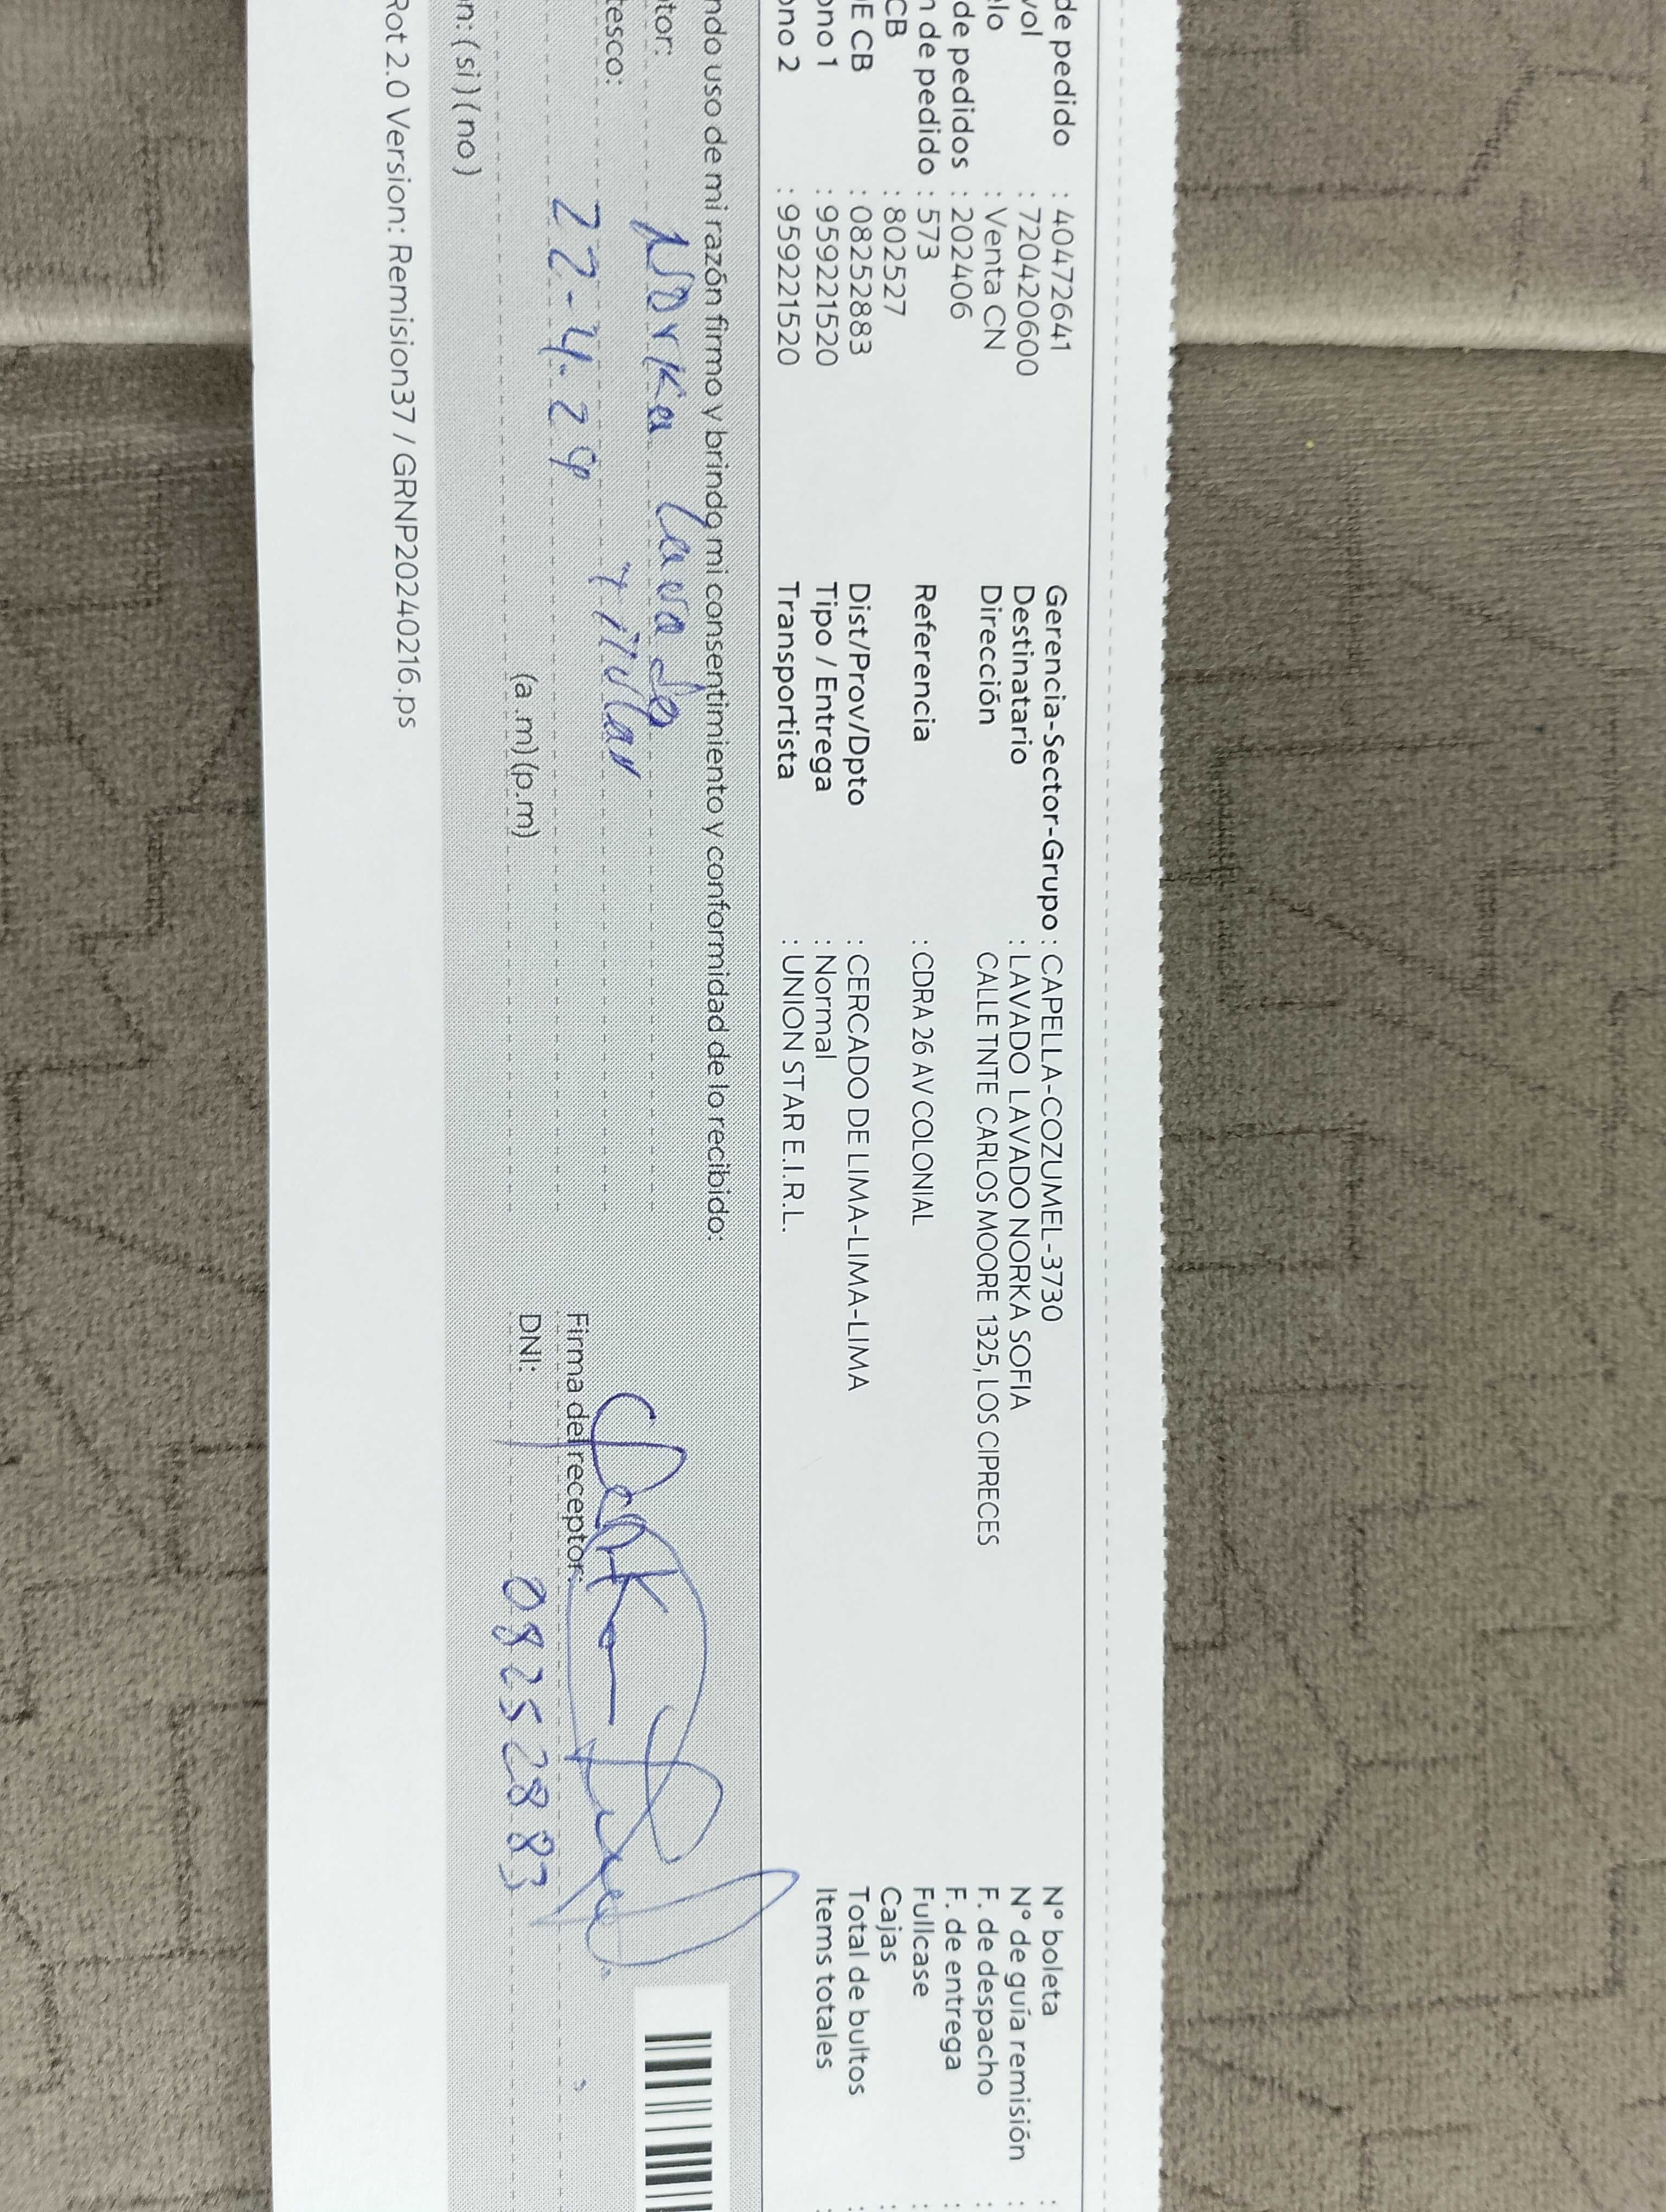 de pedido : 40472641 Gerencia-Sector-Grupo : CAPELLA-COZUMEL-3730 N° boleta :
vol : 720420600 Destinatario : LAVADO LAVADO NORKA SOFIA N° de guía remisión :
elo : Venta CN Dirección CALLE TNTE CARLOS MOORE 1325, LOS CIPRECES F. de despacho :
de pedidos : 202406 F. de entrega :
n de pedido : 573 Referencia : CDRA 26 AV COLONIAL Fullcase :
CB : 802527 Cajas :
E CB : 08252883 Dist/Prov/Dpto : CERCADO DE LIMA-LIMA-LIMA Total de bultos :
ono 1 : 959221520 Tipo / Entrega : Normal Items totales :
ono 2 : 959221520 Transportista : UNION STAR E.I.R.L.
ndo uso de mi razón firmo y brindo mi consentimiento y conformidad de lo recibido:
tor: Norka Lavado
tesco: titular
22-4-24 Firma del receptor:
(a .m) (p.m) DNI: 08252883
n: ( si ) ( no )
Rot 2.0 Version: Remision37 / GRNP20240216.ps